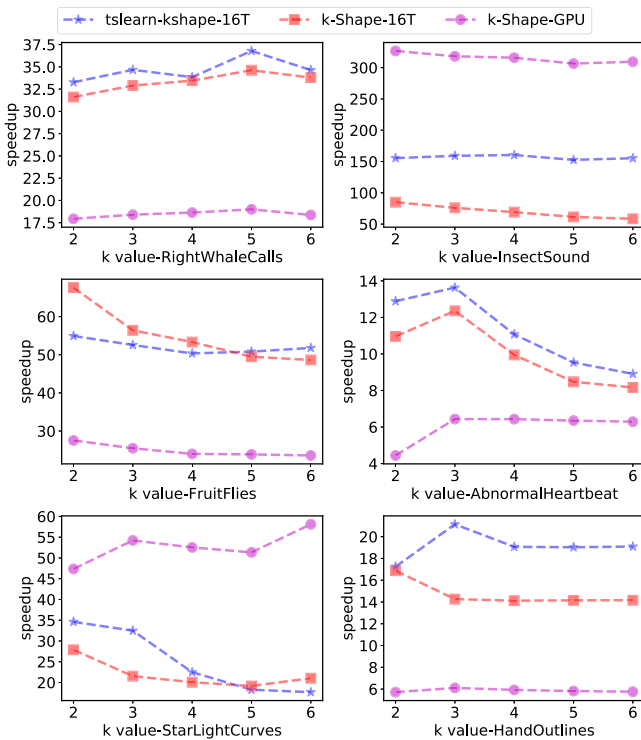 tslearn-kshape-16T k-Shape-16T k-Shape-GPU
speedup
37.5
35.0
32.5
30.0
27.5
25.0
22.5
20.0
17.5
2 3 4 5 6
k value-RightWhaleCalls
speedup
300
250
200
150
100
50
2 3 4 5 6
k value-InsectSound
speedup
60
50
40
30
2 3 4 5 6
k value-FruitFlies
speedup
14
12
10
8
6
4
2 3 4 5 6
k value-AbnormalHeartbeat
speedup
60
55
50
45
40
35
30
25
20
2 3 4 5 6
k value-StarLightCurves
speedup
20
18
16
14
12
10
8
6
2 3 4 5 6
k value-HandOutlines